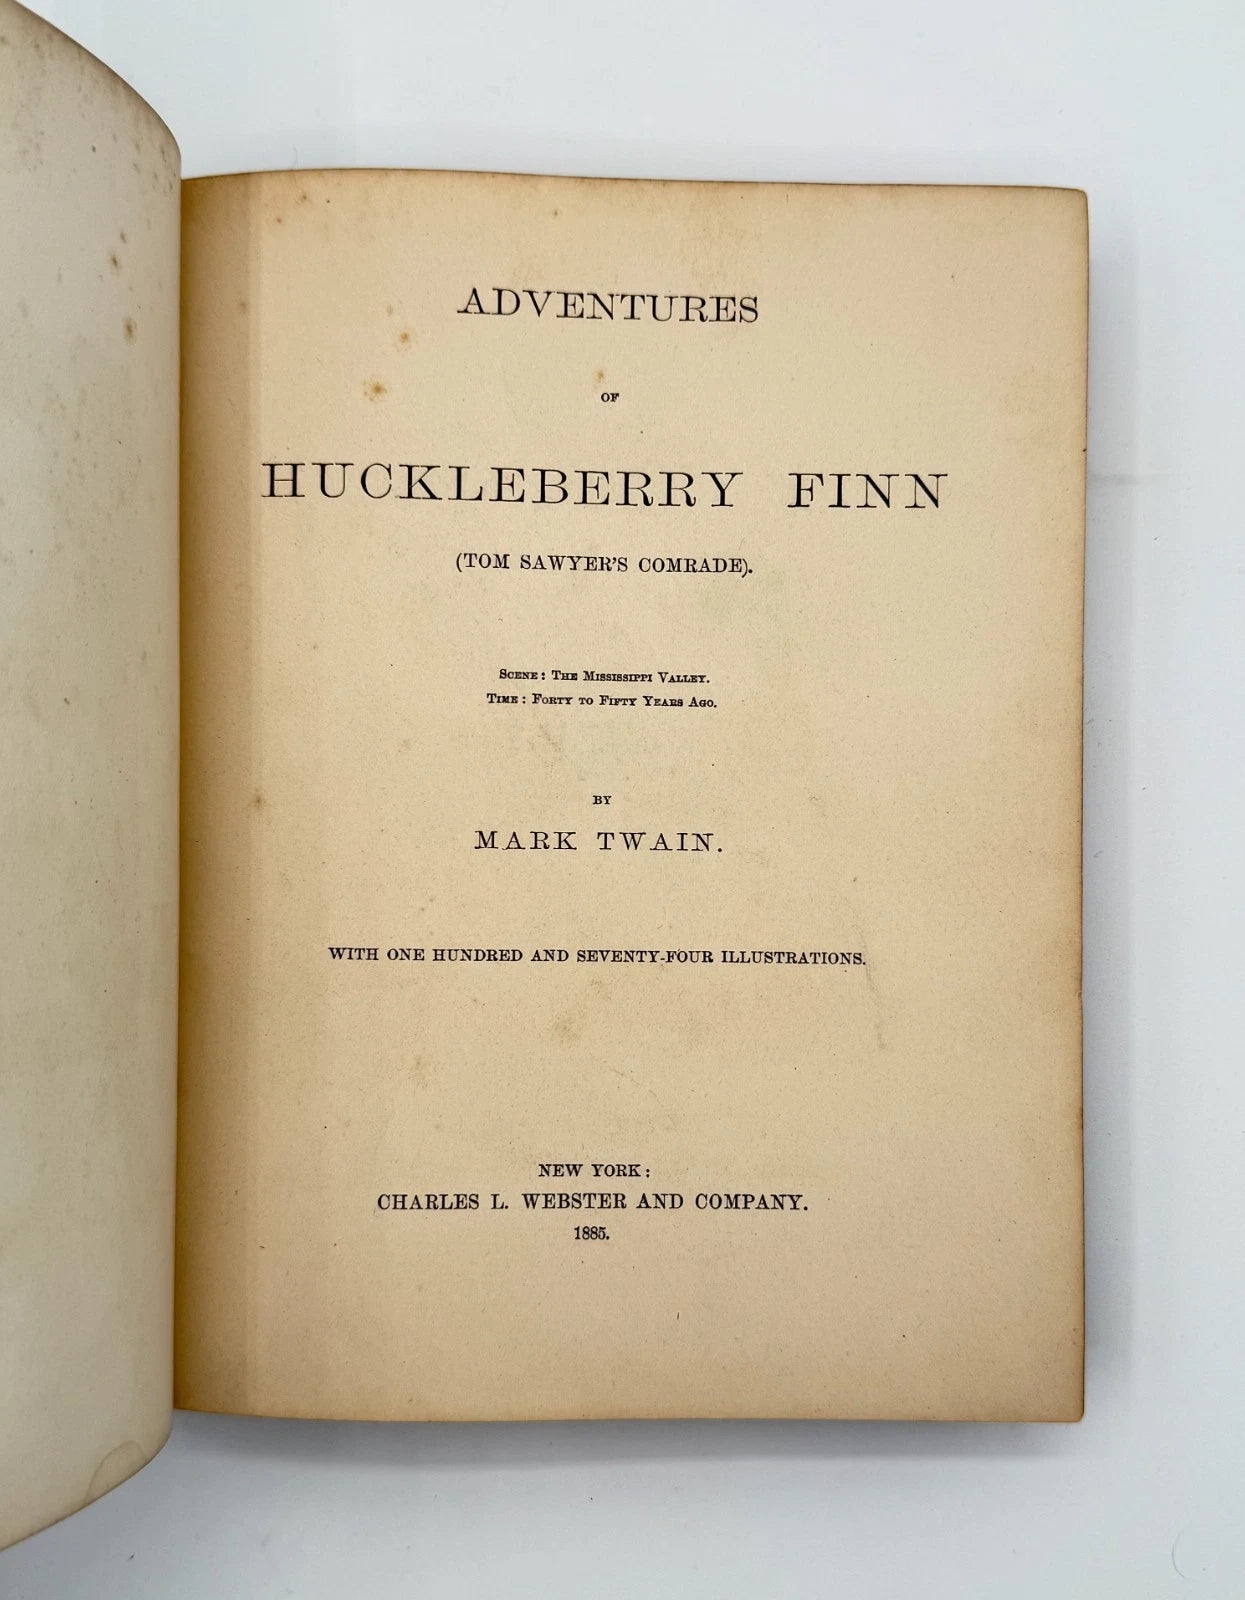 ADVENTURES
OF
HUCKLEBERRY FINN
(TOM SAWYER'S COMRADE).
SCENE: THE MISSISSIPPI VALLEY.
TIME: FORTY TO FIFTY YEARS AGO.
BY
MARK TWAIN.
WITH ONE HUNDRED AND SEVENTY-FOUR ILLUSTRATIONS.
NEW YORK:
CHARLES L. WEBSTER AND COMPANY.
1885.